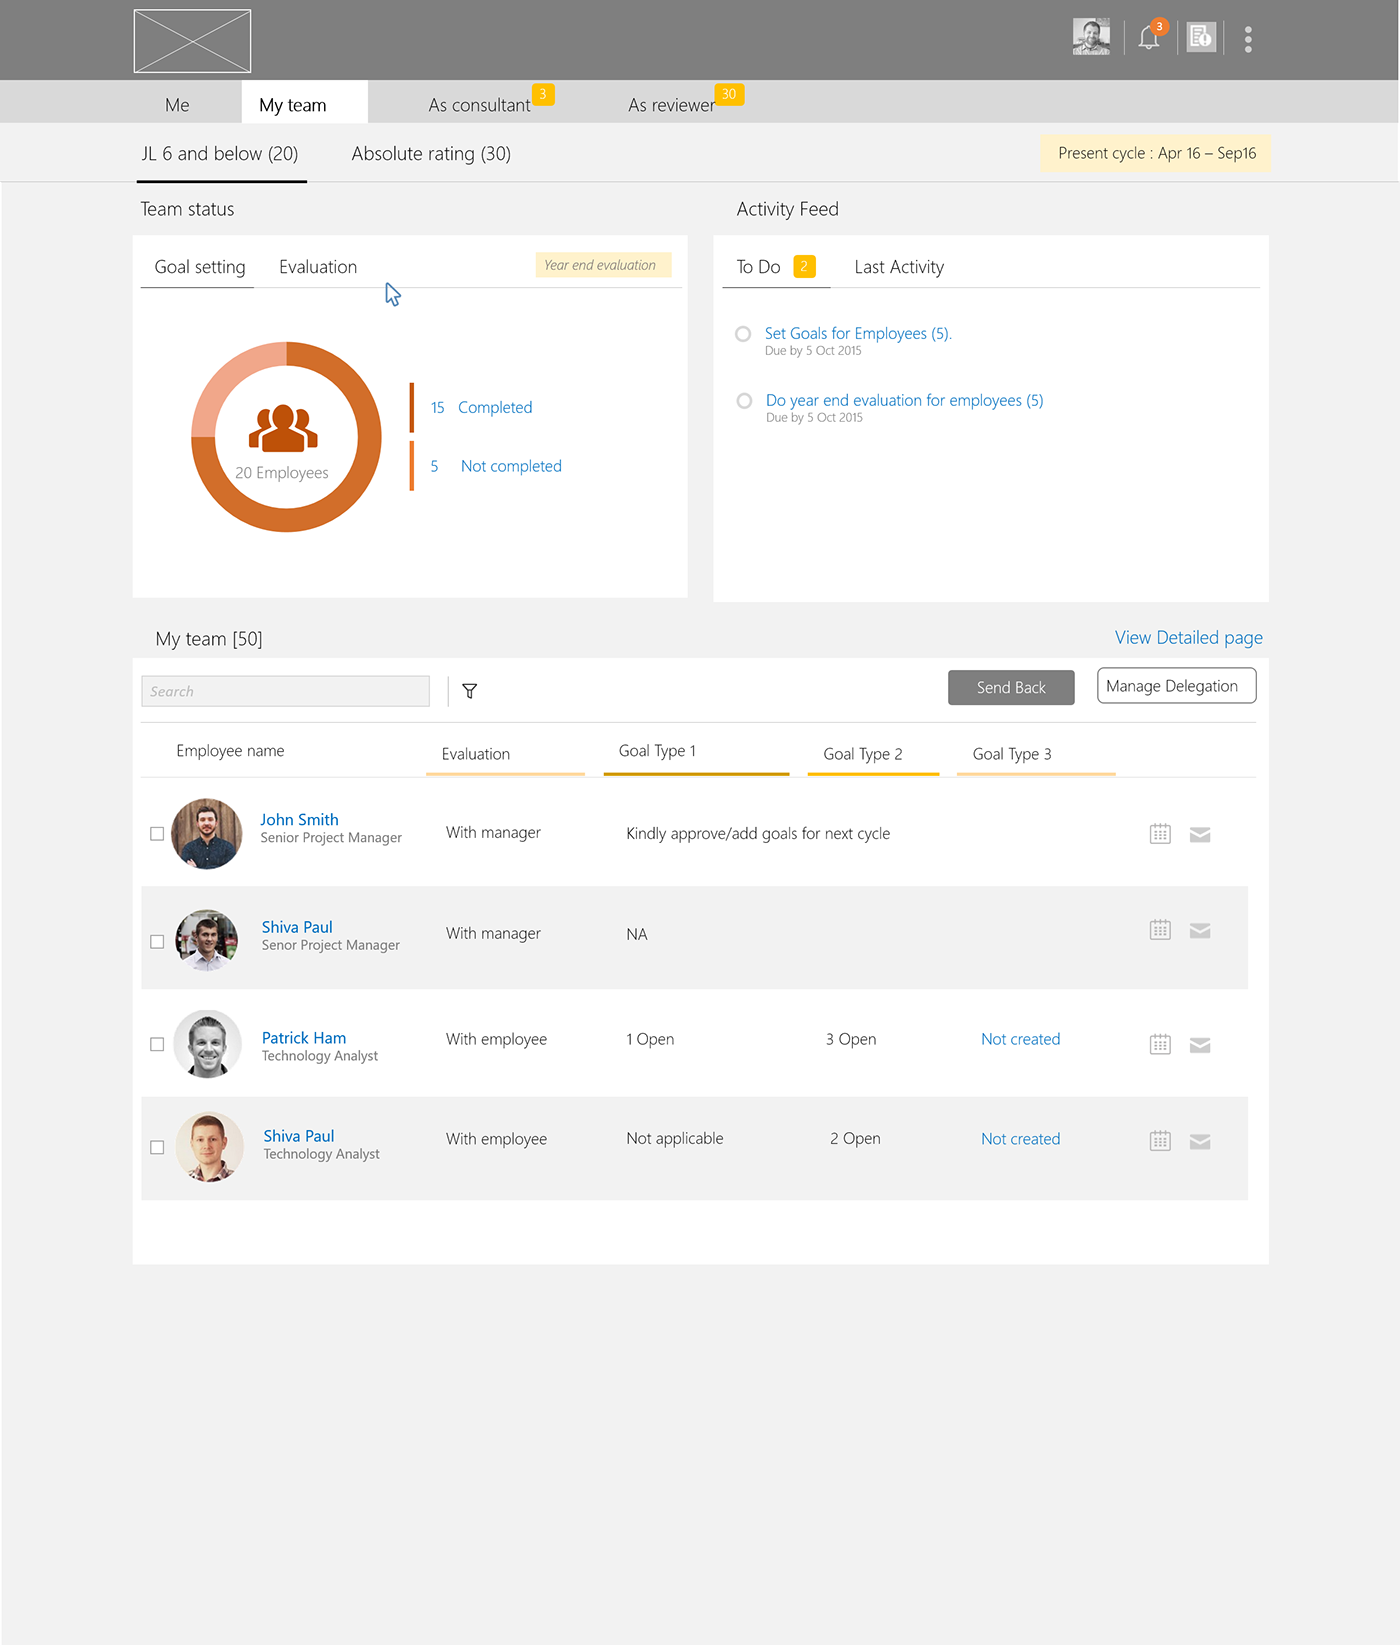 3
Me
My team
As consultant
3
As reviewer
30
JL 6 and below (20)
Absolute rating (30)
Present cycle : Apr 16 – Sep16
Team status
Activity Feed
Goal setting
Evaluation
Year end evaluation
To Do
2
Last Activity
20 Employees
15 Completed
5 Not completed
Set Goals for Employees (5).
Due by 5 Oct 2015
Do year end evaluation for employees (5)
Due by 5 Oct 2015
My team [50]
View Detailed page
Search
Send Back
Manage Delegation
Employee name
Evaluation
Goal Type 1
Goal Type 2
Goal Type 3
John Smith
Senior Project Manager
With manager
Kindly approve/add goals for next cycle
Shiva Paul
Senor Project Manager
With manager
NA
Patrick Ham
Technology Analyst
With employee
1 Open
3 Open
Not created
Shiva Paul
Technology Analyst
With employee
Not applicable
2 Open
Not created